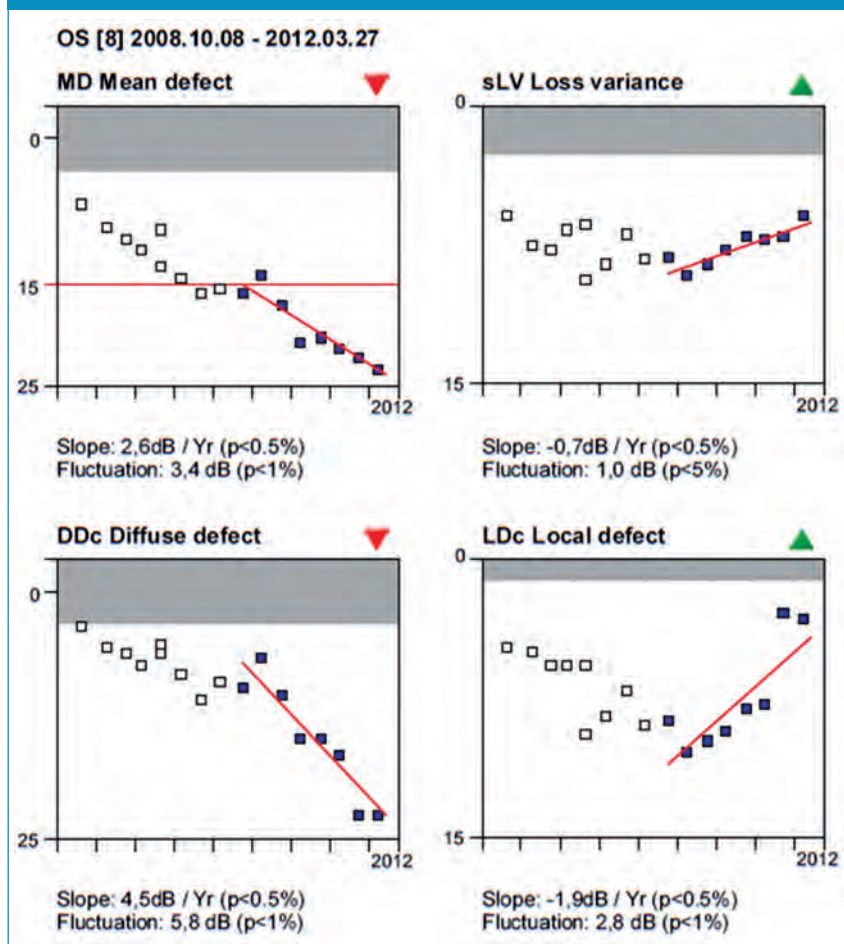 OS [8] 2008.10.08 - 2012.03.27
MD Mean defect
0
15
25
2012
Slope: 2,6dB / Yr (p<0.5%)
Fluctuation: 3,4 dB (p<1%)
sLV Loss variance
0
15
2012
Slope: -0,7dB / Yr (p<0.5%)
Fluctuation: 1,0 dB (p<5%)
DDc Diffuse defect
0
25
2012
Slope: 4,5dB / Yr (p<0.5%)
Fluctuation: 5,8 dB (p<1%)
LDc Local defect
0
15
2012
Slope: -1,9dB / Yr (p<0.5%)
Fluctuation: 2,8 dB (p<1%)